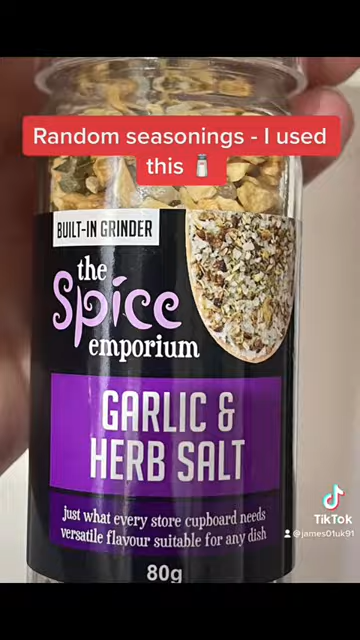 Random seasonings - I used
this 🧂
BUILT-IN GRINDER
the
Spice
emporium
GARLIC &
HERB SALT
just what every store cupboard needs
versatile flavour suitable for any dish
80g
TikTok
@james01uk91